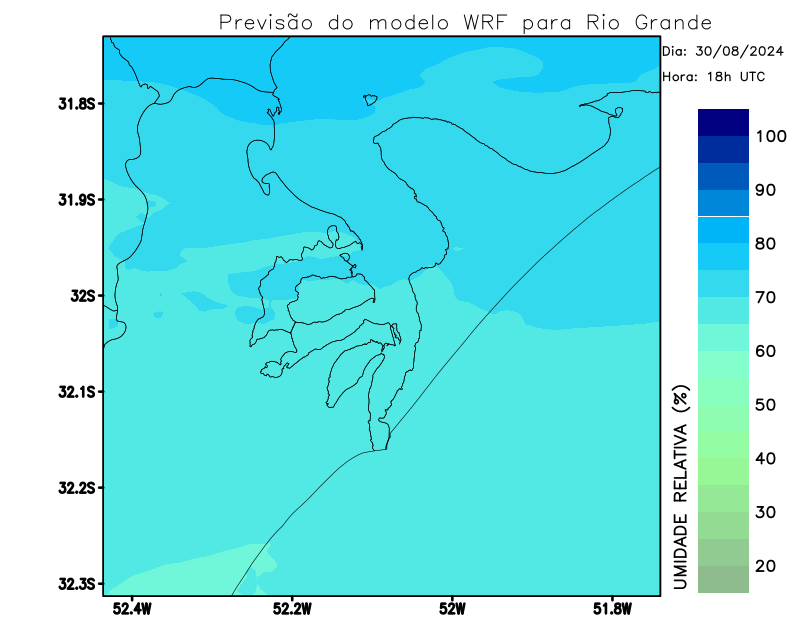 Previsão do modelo WRF para Rio Grande
Dia: 30/08/2024
Hora: 18h UTC
31.8S
31.9S
32S
32.1S
32.2S
32.3S
52.4W
52.2W
52W
51.8W
100
90
80
70
60
50
40
30
20
UMIDADE RELATIVA (%)